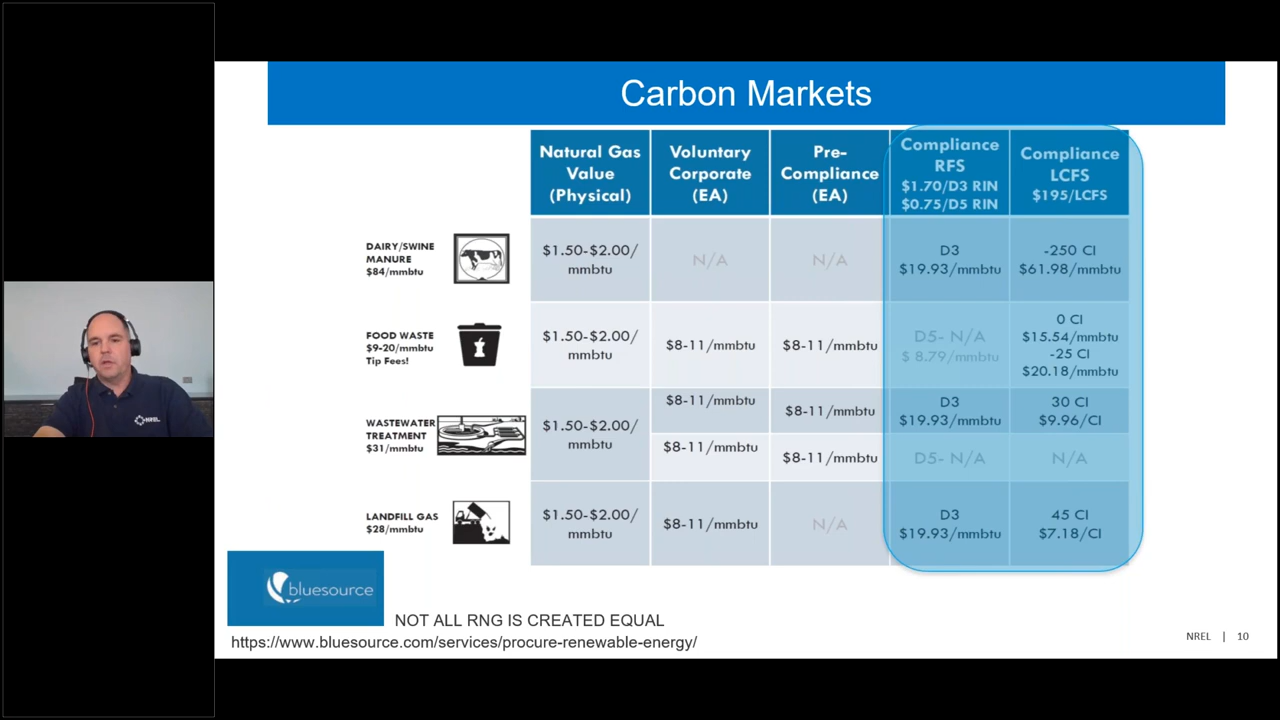 Carbon Markets
Natural Gas
Value
(Physical)
Voluntary
Corporate
(EA)
Pre-
Compliance
(EA)
Compliance
RFS
$1.70/D3 RIN
$0.75/D5 RIN
Compliance
LCFS
$195/LCFS
DAIRY/SWINE
MANURE
$84/mmbtu
$1.50-$2.00/
mmbtu
N/A
N/A
D3
$19.93/mmbtu
-250 CI
$61.98/mmbtu
FOOD WASTE
$9-20/mmbtu
Tip Fees!
$1.50-$2.00/
mmbtu
$8-11/mmbtu
$8-11/mmbtu
D5- N/A
$ 8.79/mmbtu
0 CI
$15.54/mmbtu
-25 CI
$20.18/mmbtu
WASTEWATER
TREATMENT
$31/mmbtu
$1.50-$2.00/
mmbtu
$8-11/mmbtu
$8-11/mmbtu
D3
$19.93/mmbtu
30 CI
$9.96/CI
$8-11/mmbtu
$8-11/mmbtu
D5- N/A
N/A
LANDFILL GAS
$28/mmbtu
$1.50-$2.00/
mmbtu
$8-11/mmbtu
N/A
D3
$19.93/mmbtu
45 CI
$7.18/CI
bluesource
NOT ALL RNG IS CREATED EQUAL
https://www.bluesource.com/services/procure-renewable-energy/
NREL | 10
NREL